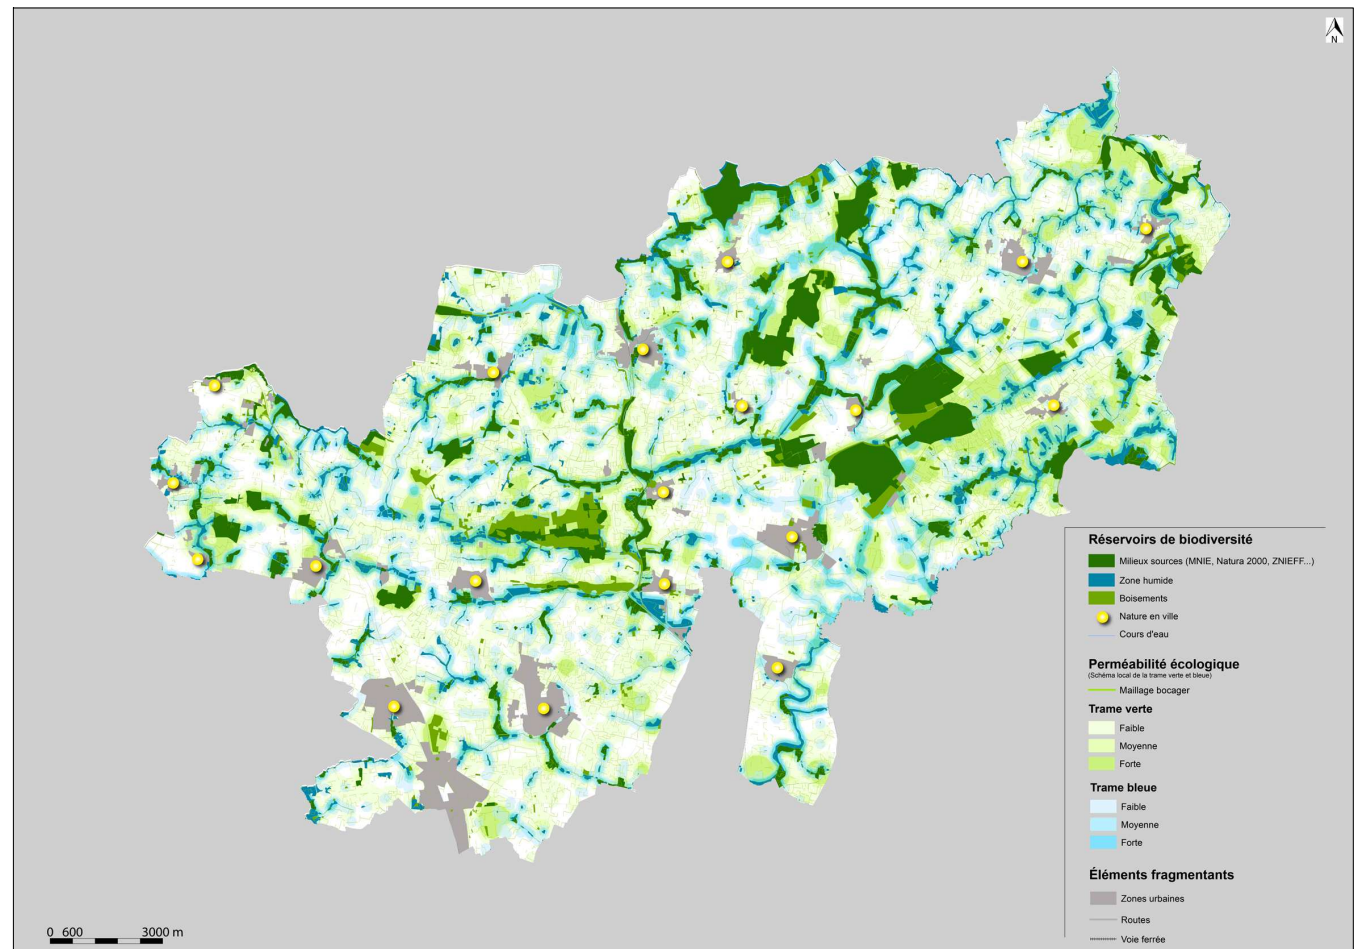 N
Réservoirs de biodiversité
Milieux sources (MNIE, Natura 2000, ZNIEFF...)
Zone humide
Boisements
Nature en ville
Cours d'eau
Perméabilité écologique
(Schéma local de la trame verte et bleue)
Maillage bocager
Trame verte
Faible
Moyenne
Forte
Trame bleue
Faible
Moyenne
Forte
Éléments fragmentants
Zones urbaines
Routes
Voie ferrée
0 600 3000 m